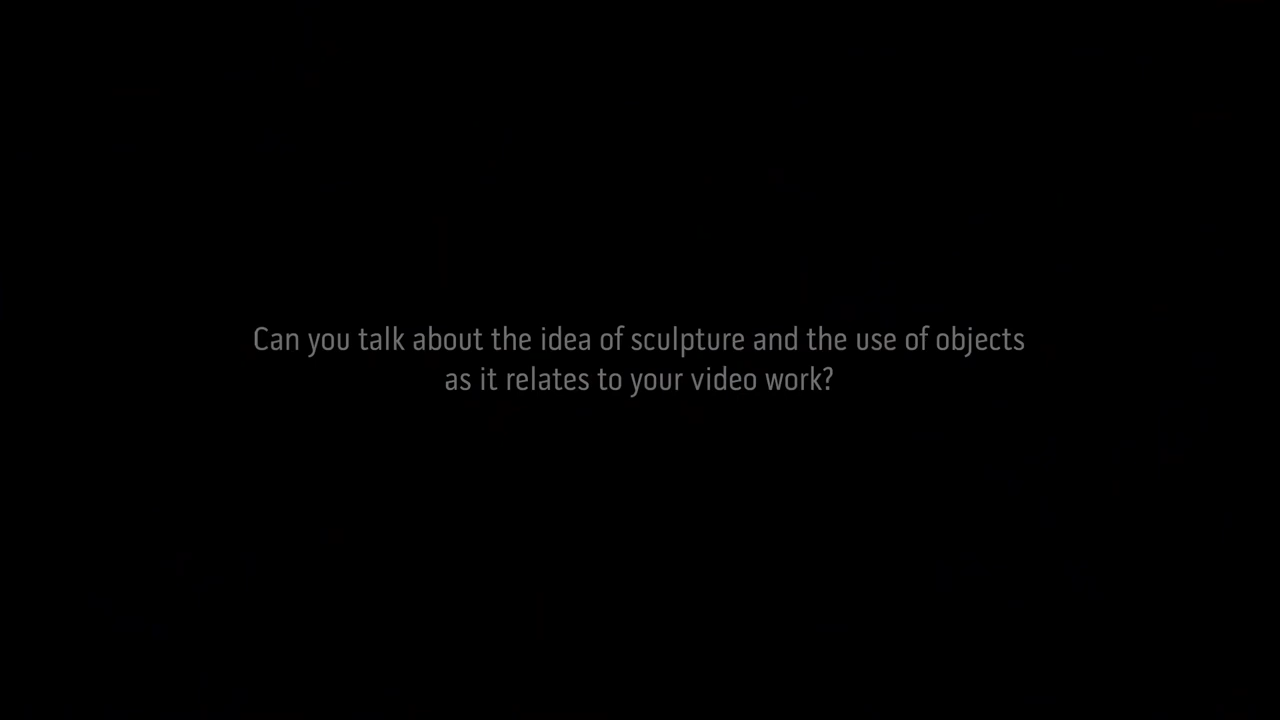 Can you talk about the idea of sculpture and the use of objects
as it relates to your video work?